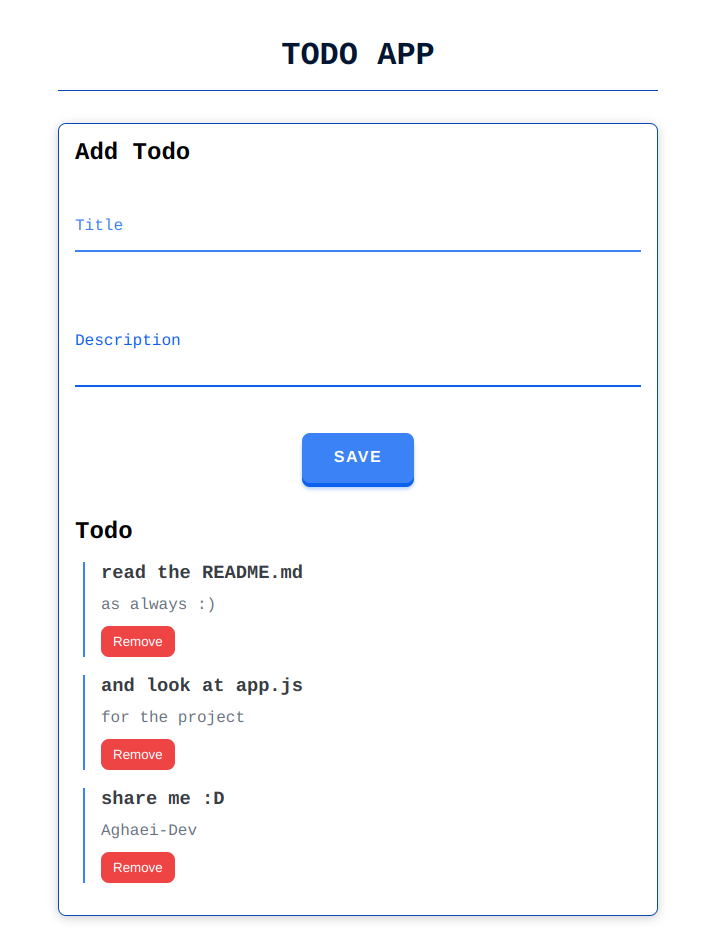 TODO APP
Add Todo
Title
Description
SAVE
Todo
read the README.md
as always :)
Remove
and look at app.js
for the project
Remove
share me :D
Aghaei-Dev
Remove